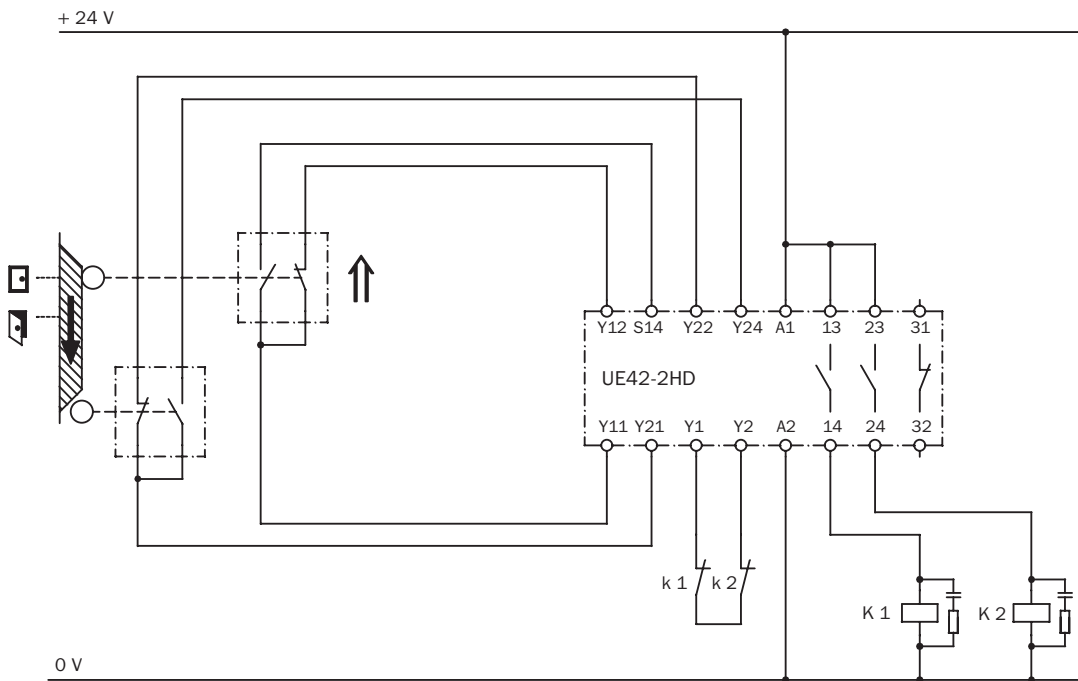 + 24 V
Y12 S14 Y22 Y24 A1 13 23 31
UE42-2HD
Y11 Y21 Y1 Y2 A2 14 24 32
k 1 k 2
K 1 K 2
0 V